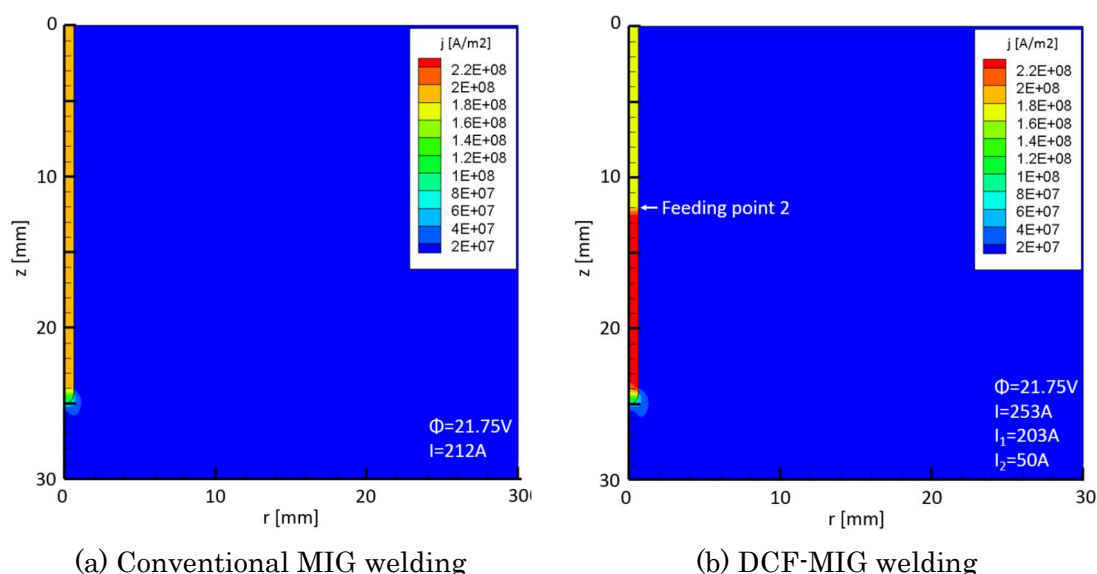 0
10
20
30
z [mm]
0
10
20
30
r [mm]
j [A/m2]
2.2E+08
2E+08
1.8E+08
1.6E+08
1.4E+08
1.2E+08
1E+08
8E+07
6E+07
4E+07
2E+07
Φ=21.75V
I=212A
(a) Conventional MIG welding
0
10
20
30
z [mm]
0
10
20
30
r [mm]
j [A/m2]
2.2E+08
2E+08
1.8E+08
1.6E+08
1.4E+08
1.2E+08
1E+08
8E+07
6E+07
4E+07
2E+07
←Feeding point 2
Φ=21.75V
I=253A
I₁=203A
I₂=50A
(b) DCF-MIG welding